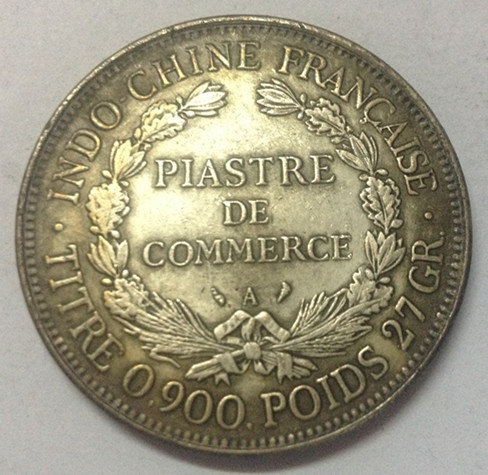 INDO-CHINE FRANÇAISE
PIASTRE
DE
COMMERCE
A
· TITRE 0,900. POIDS 27 GR. ·